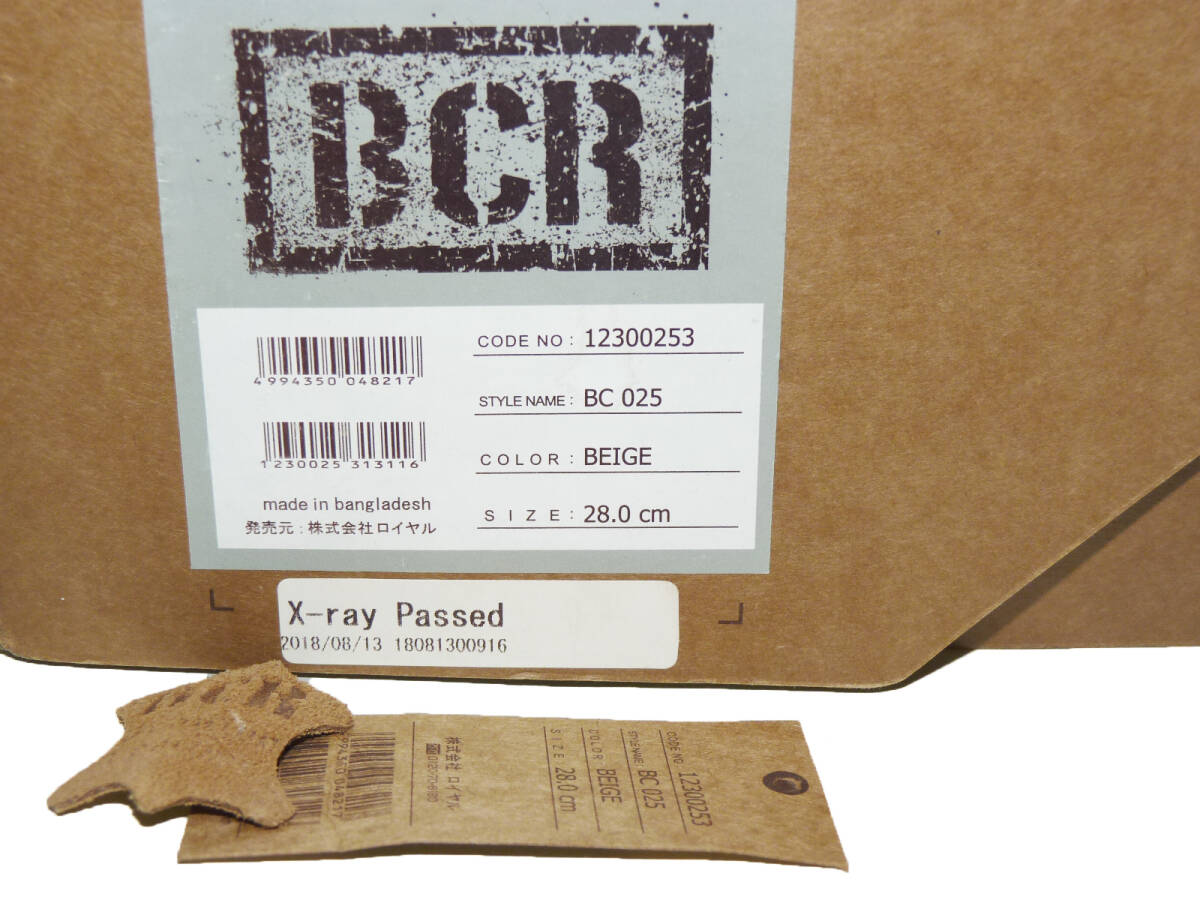 BCR
4994350 048217
1230025 313116
made in bangladesh
発売元：株式会社ロイヤル
CODE NO： 12300253
STYLE NAME： BC 025
COLOR： BEIGE
SIZE： 28.0 cm
X-ray Passed
2018/08/13 18081300916
CODE NO： 12300253
STYLE NAME： BC 025
COLOR： BEIGE
SIZE： 28.0 cm
株式会社 ロイヤル